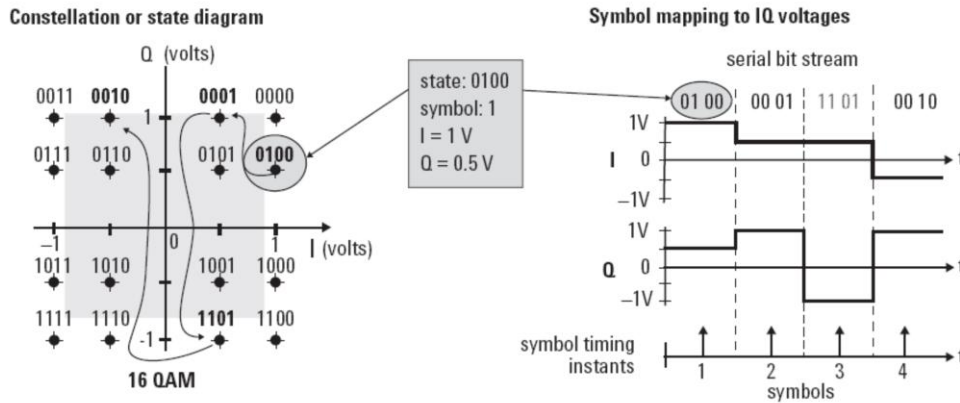 Constellation or state diagram
Q (volts)
0011 0010 0001 0000
1
0111 0110 0101 0100
–1 0 1 I (volts)
1011 1010 1001 1000
1111 1110 1101 1100
-1
16 QAM
state: 0100
symbol: 1
I = 1 V
Q = 0.5 V
Symbol mapping to IQ voltages
serial bit stream
01 00 00 01 11 01 00 10
1V
I 0 t
–1V
1V
Q 0 t
–1V
symbol timing
instants
t
1 2 3 4
symbols